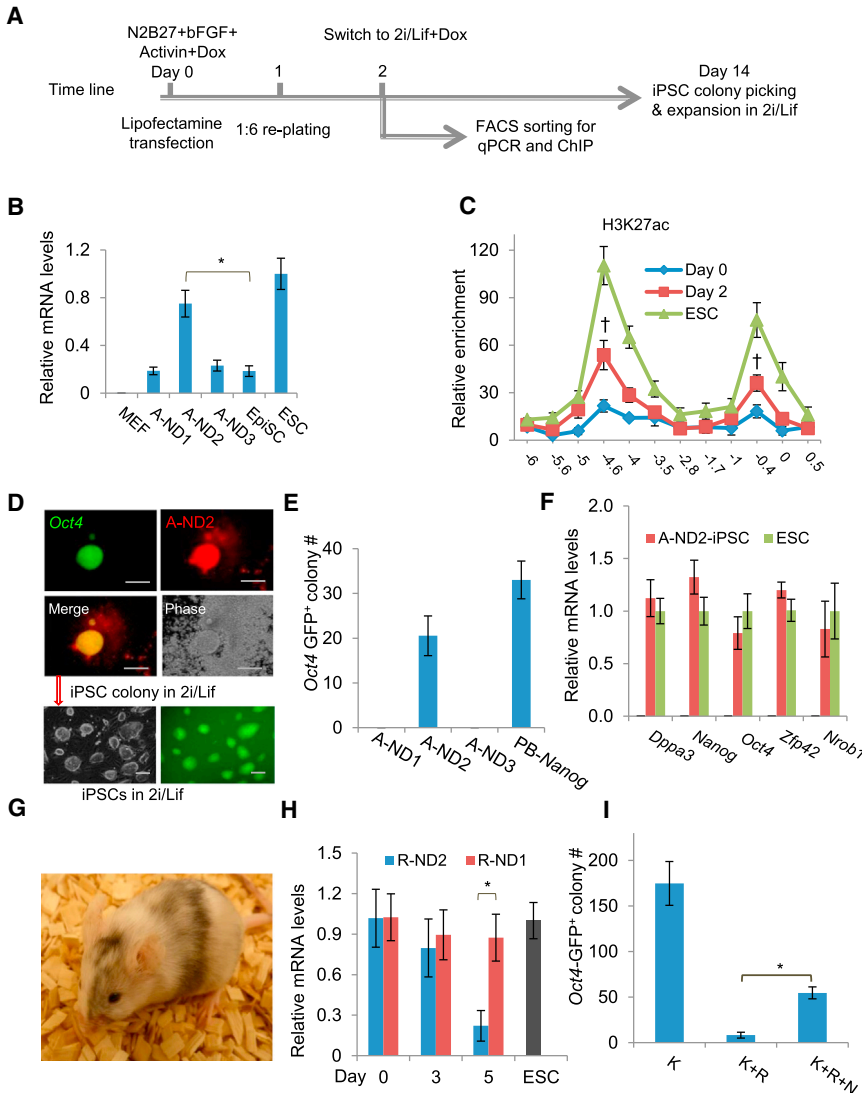 A
N2B27+bFGF+
Activin+Dox
Day 0
1
2
Switch to 2i/Lif+Dox
Time line
Day 14
iPSC colony picking
& expansion in 2i/Lif
Lipofectamine
transfection
1:6 re-plating
FACS sorting for
qPCR and ChIP
B
Relative mRNA levels
1.2
0.8
0.4
0
*
MEF
A-ND1
A-ND2
A-ND3
EpiSC
ESC
C
H3K27ac
Relative enrichment
120
90
60
30
0
Day 0
Day 2
ESC
†
†
-6
-5.6
-5
-4.6
-4
-3.5
-2.8
-1.7
-1
-0.4
0
0.5
D
Oct4
A-ND2
Merge
Phase
iPSC colony in 2i/Lif
iPSCs in 2i/Lif
E
Oct4 GFP⁺ colony #
40
30
20
10
0
A-ND1
A-ND2
A-ND3
PB-Nanog
F
Relative mRNA levels
2.0
1.5
1.0
0.5
0.0
A-ND2-iPSC
ESC
Dppa3
Nanog
Oct4
Zfp42
Nrob1
G
H
Relative mRNA levels
1.5
1.2
0.9
0.6
0.3
0
R-ND2
R-ND1
*
Day
0
3
5
ESC
I
Oct4-GFP⁺ colony #
200
150
100
50
0
*
K
K+R
K+R+N